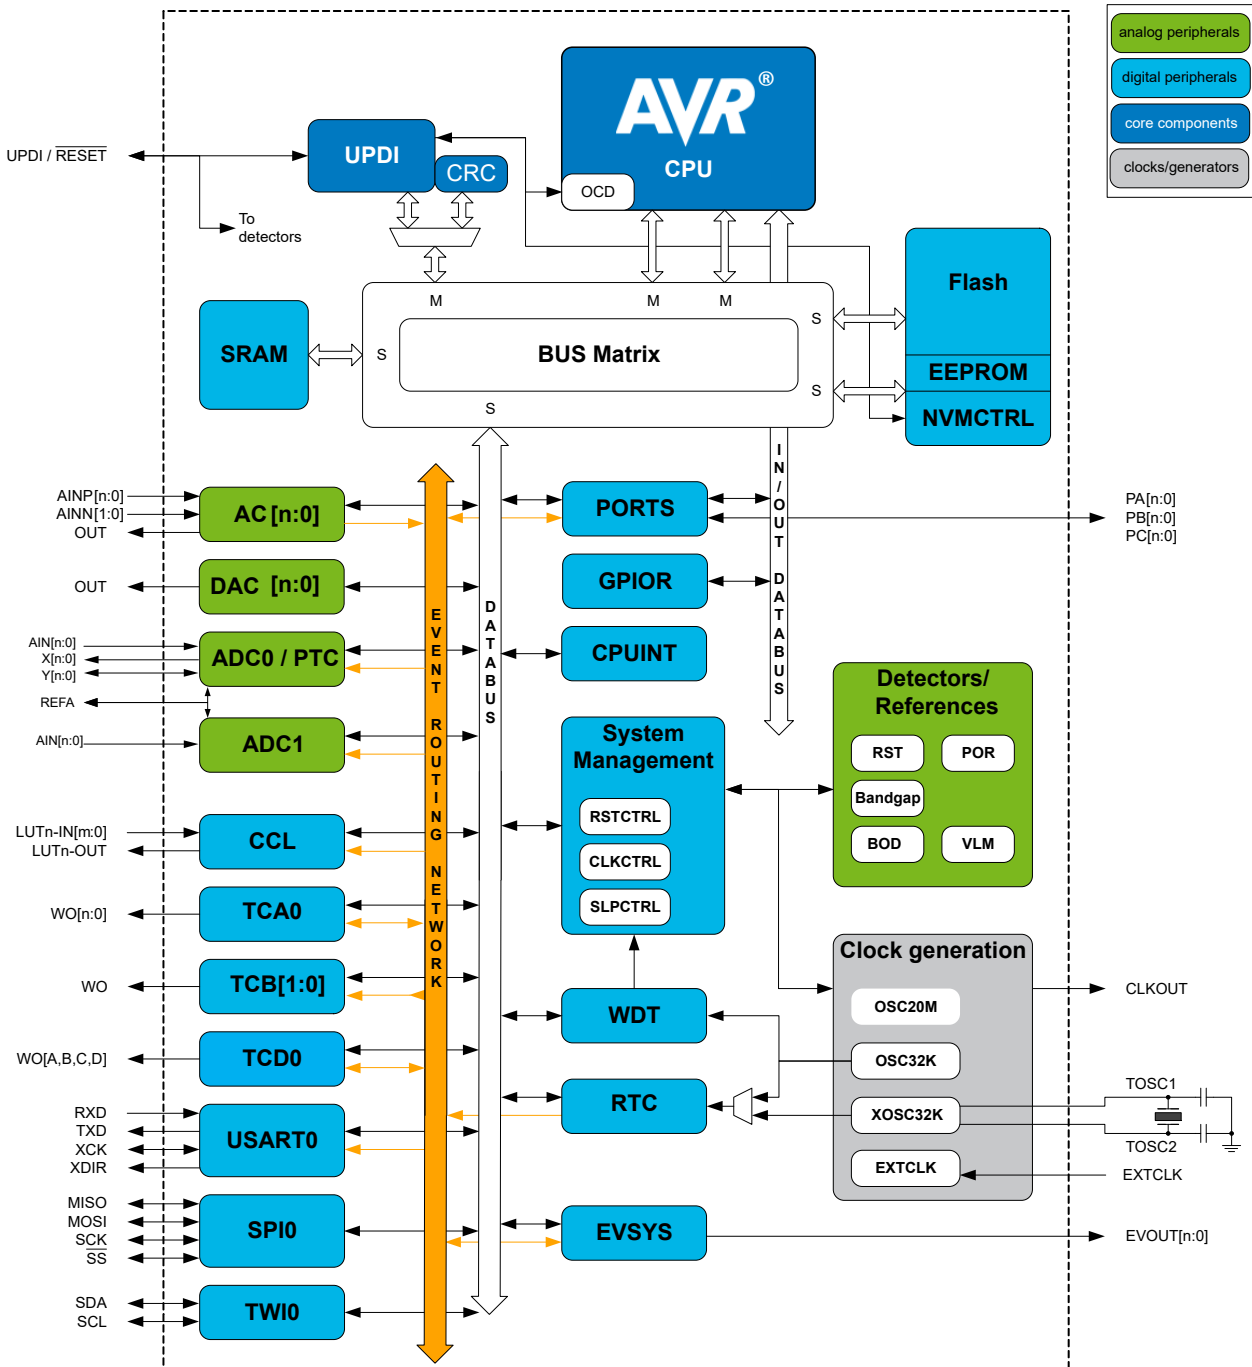 analog peripherals
digital peripherals
core components
clocks/generators
AVR®
CPU
OCD
UPDI
CRC
UPDI / RESET
To
detectors
Flash
EEPROM
NVMCTRL
SRAM
M
M
M
S
S
S
S
BUS Matrix
IN/OUT DATABUS
DATABUS
EVENT ROUTING NETWORK
AINP[n:0]
AINN[1:0]
OUT
AC [n:0]
PORTS
PA[n:0]
PB[n:0]
PC[n:0]
OUT
DAC [n:0]
GPIOR
AIN[n:0]
X[n:0]
Y[n:0]
ADC0 / PTC
CPUINT
REFA
AIN[n:0]
ADC1
System
Management
RSTCTRL
CLKCTRL
SLPCTRL
Detectors/
References
RST
POR
Bandgap
BOD
VLM
LUTn-IN[m:0]
LUTn-OUT
CCL
WO[n:0]
TCA0
WO
TCB[1:0]
WDT
Clock generation
OSC20M
OSC32K
XOSC32K
EXTCLK
CLKOUT
TOSC1
TOSC2
EXTCLK
WO[A,B,C,D]
TCD0
RTC
RXD
TXD
XCK
XDIR
USART0
MISO
MOSI
SCK
SS
SPI0
EVSYS
EVOUT[n:0]
SDA
SCL
TWI0